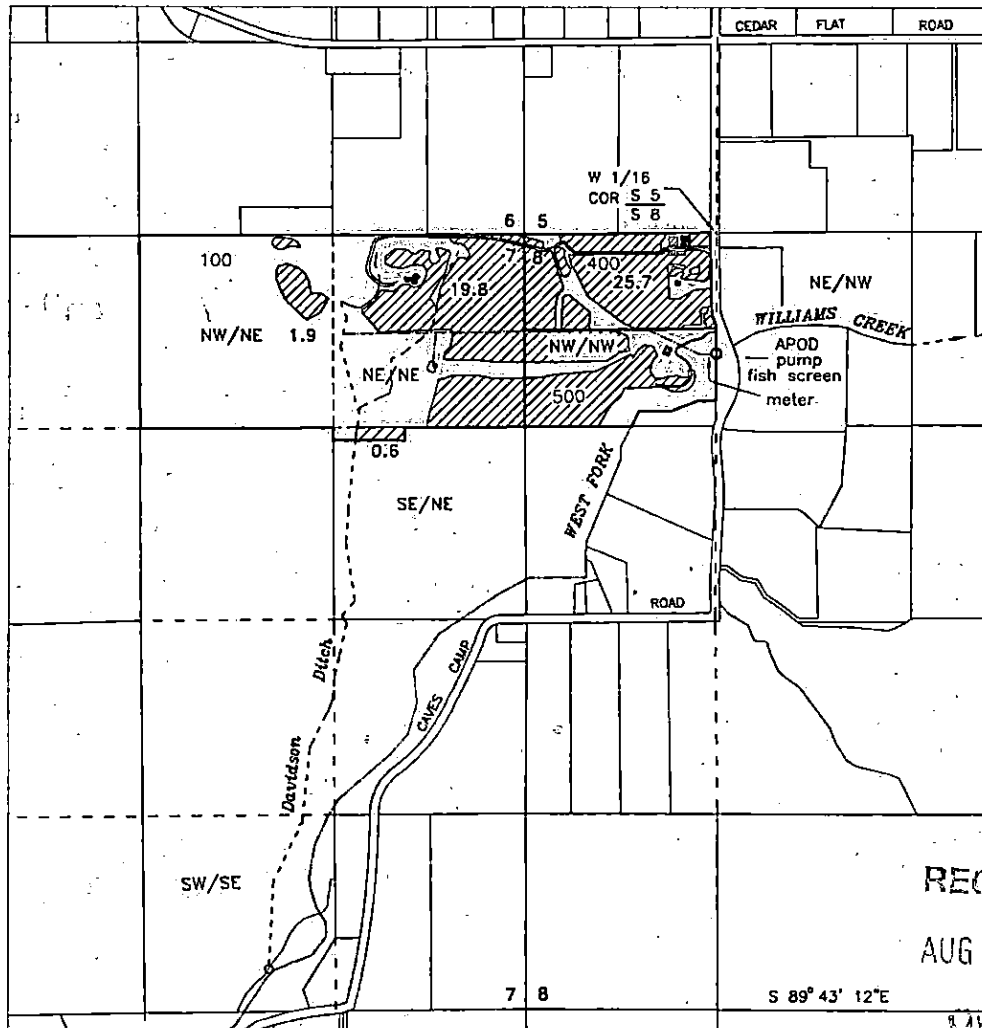 CEDAR FLAT ROAD
W 1/16
COR S 5
S 8
6 5
7 8
100
400
19.8
25.7
NE/NW
NW/NE
1.9
NW/NW
WILLIAMS CREEK
APOD
pump
fish screen
meter
NE/NE
500
0.6
SE/NE
WEST FORK
ROAD
CAMP
CAVES
Ditch
Davidson
SW/SE
REC
AUG
7 8
S 89° 43' 12"E